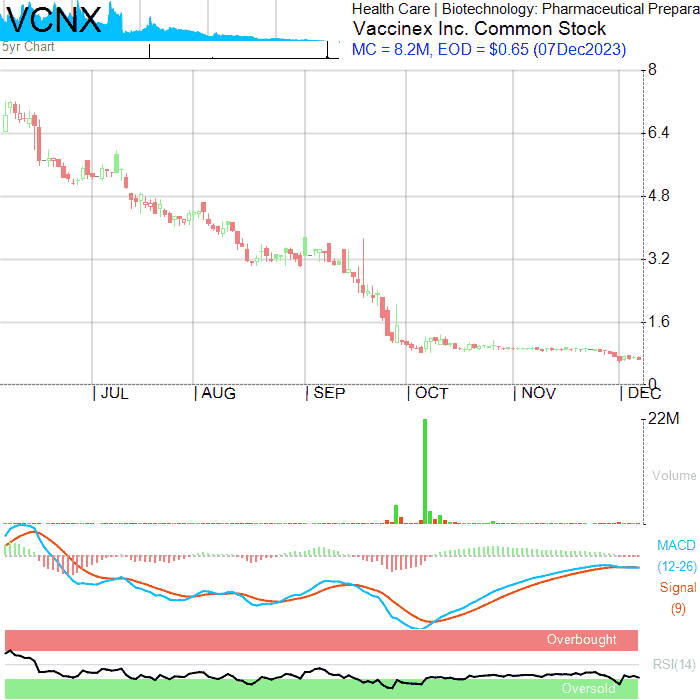 VCNX
Health Care | Biotechnology: Pharmaceutical Prepara
Vaccinex Inc. Common Stock
5yr Chart
MC = 8.2M, EOD = $0.65 (07Dec2023)
8
6.4
4.8
3.2
1.6
0
JUL AUG SEP OCT NOV DEC
22M
Volume
MACD
(12-26)
Signal
(9)
Overbought
RSI(14)
Oversold